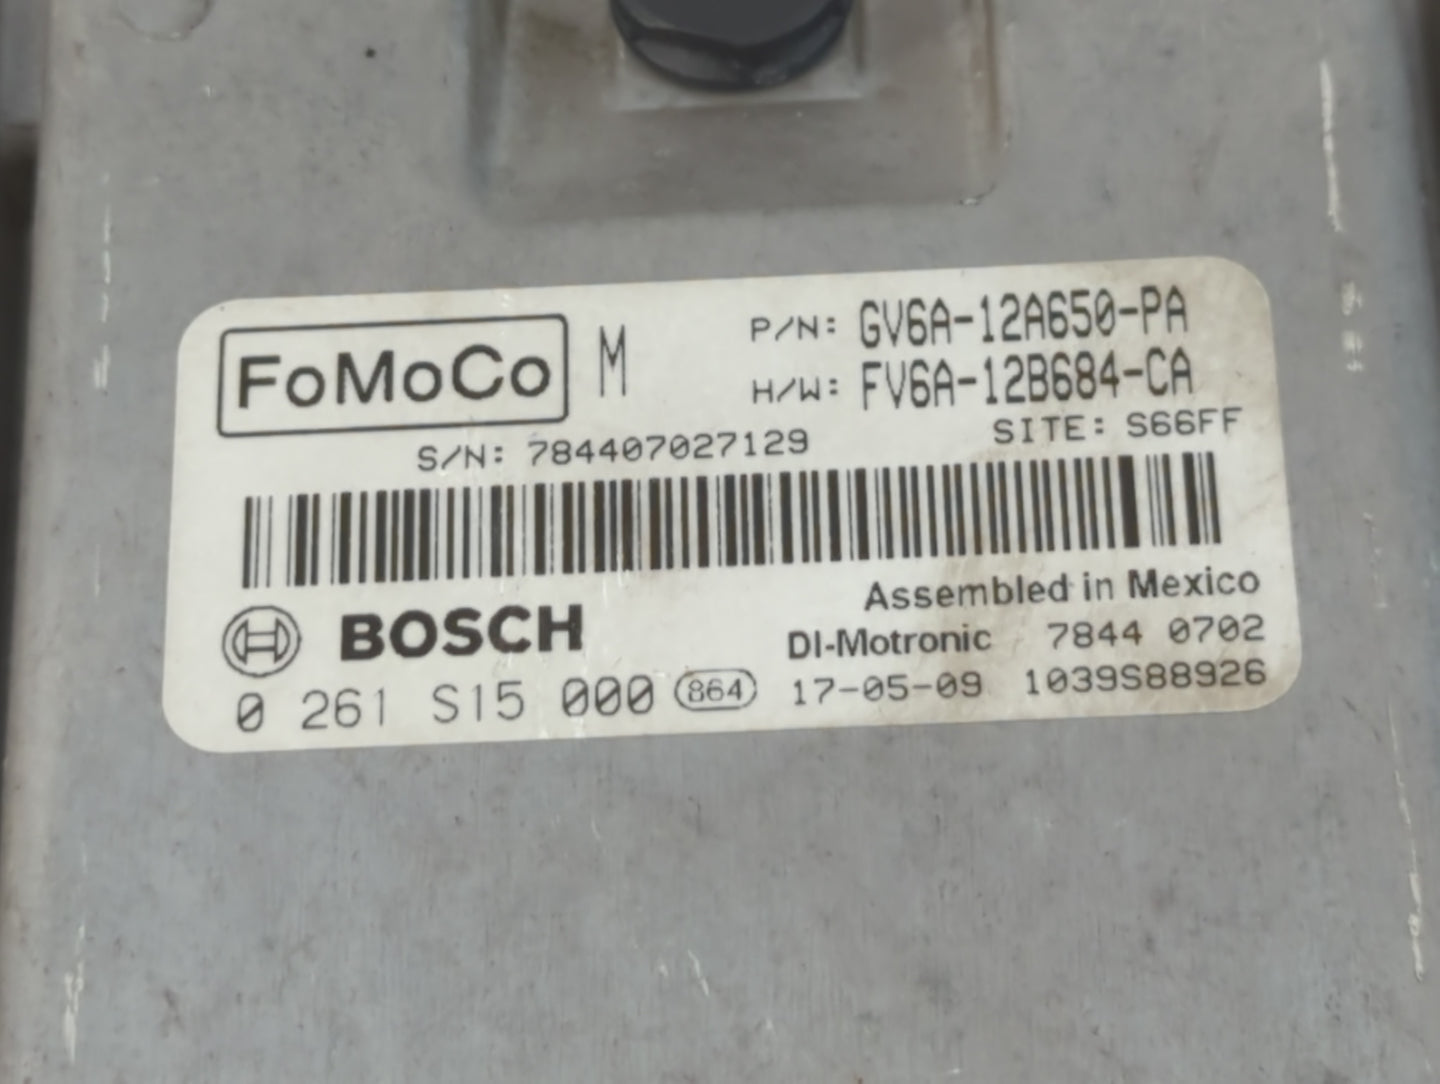 FoMoCo M P/N: GV6A-12A650-PA
H/W: FV6A-12B684-CA
S/N: 784407027129 SITE: S66FF
Assembled in Mexico
BOSCH DI-Motronic 7844 0702
0 261 S15 000 864 17-05-09 1039S88926